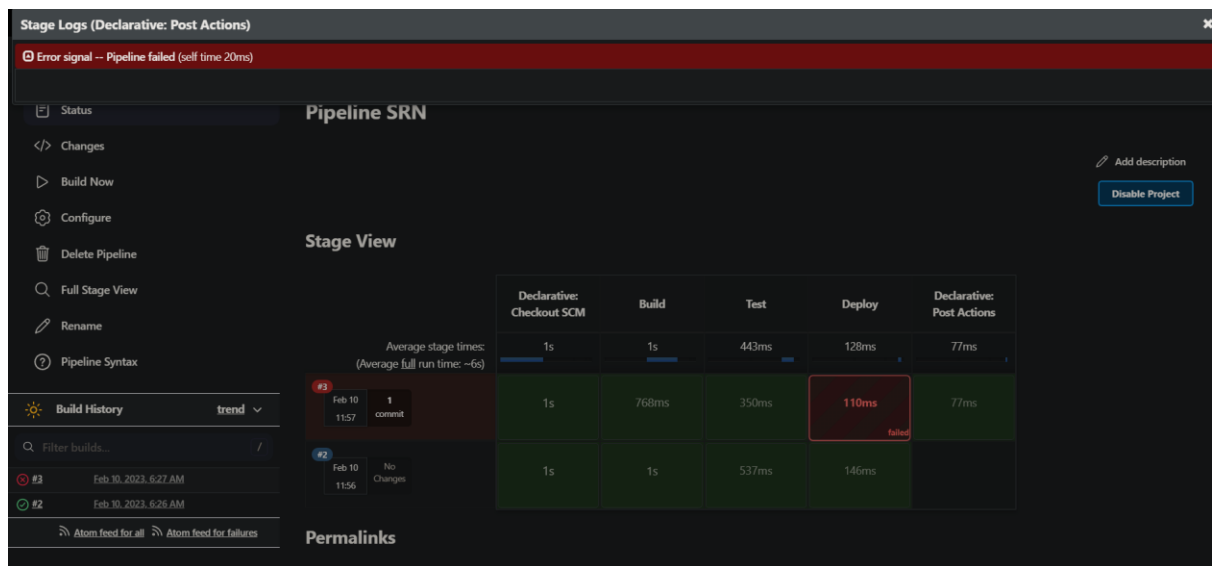 Stage Logs (Declarative: Post Actions)
Error signal -- Pipeline failed (self time 20ms)
Status
Changes
Build Now
Configure
Delete Pipeline
Full Stage View
Rename
Pipeline Syntax
Build History trend
Filter builds... /
#3 Feb 10, 2023, 6:27 AM
#2 Feb 10, 2023, 6:26 AM
Atom feed for all Atom feed for failures
Pipeline SRN
Add description
Disable Project
Stage View
Declarative: Checkout SCM Build Test Deploy Declarative: Post Actions
Average stage times: 1s 1s 443ms 128ms 77ms
(Average full run time: ~6s)
#3
Feb 10 11:57 1 commit 1s 768ms 350ms 110ms failed 77ms
#2
Feb 10 11:56 No Changes 1s 1s 537ms 146ms
Permalinks